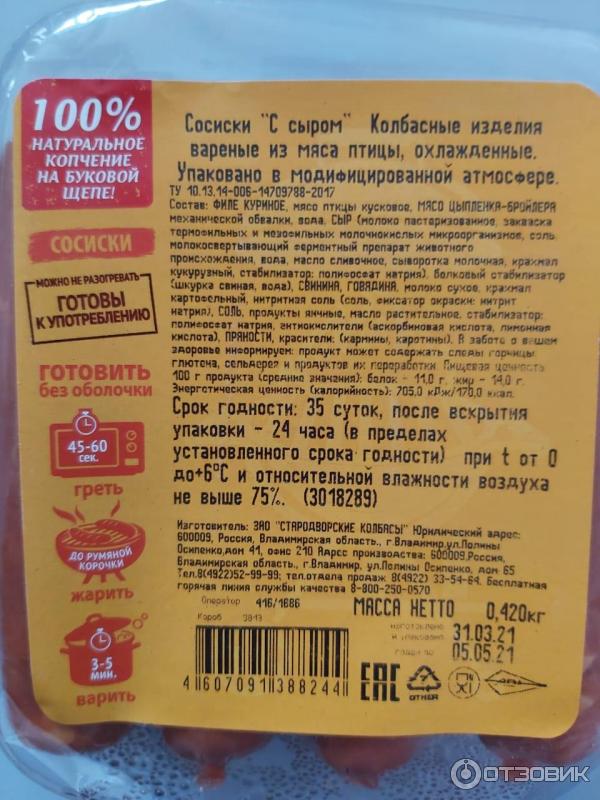 100%
НАТУРАЛЬНОЕ
КОПЧЕНИЕ
НА БУКОВОЙ
ЩЕПЕ!
СОСИСКИ
МОЖНО НЕ РАЗОГРЕВАТЬ
ГОТОВЫ
К УПОТРЕБЛЕНИЮ
ГОТОВИТЬ
БЕЗ ОБОЛОЧКИ
45-60
СЕК.
ГРЕТЬ
ДО РУМЯНОЙ
КОРОЧКИ
ЖАРИТЬ
3-5
МИН.
ВАРИТЬ
Сосиски "С сыром" Колбасные изделия
вареные из мяса птицы, охлажденные.
Упаковано в модифицированной атмосфере.
ТУ 10.13.14-006-14709788-2017
Состав: ФИЛЕ КУРИНОЕ, мясо птицы кусковое, МЯСО ЦЫПЛЕНКА-БРОЙЛЕРА
механической обвалки, вода, СЫР (молоко пастеризованное, закваска
термофильных и мезофильных молочнокислых микроорганизмов, соль,
молокосвертывающий ферментный препарат животного
происхождения, вода, масло сливочное, сыворотка молочная, крахмал
кукурузный, стабилизатор: полифосфат натрия), белковый стабилизатор
(шкурка свиная, вода), СВИНИНА, ГОВЯДИНА, молоко сухое, крахмал
картофельный, нитритная соль (соль, фиксатор окраски: нитрит
натрия), СОЛЬ, продукты яичные, масло растительное, стабилизатор:
полифосфат натрия, антиокислители (аскорбиновая кислота, лимонная
кислота), ПРЯНОСТИ, красители: (кармины, каротины). В заботе о вашем
здоровье информируем: продукт может содержать следы горчицы,
глютена, сельдерея и продуктов их переработки. Пищевая ценность
100 г продукта (средние значения): белок - 11,0 г, жир - 14,0 г.
Энергетическая ценность (калорийность): 705,0 кДж/170,0 ккал.
Срок годности: 35 суток, после вскрытия
упаковки - 24 часа (в пределах
установленного срока годности) при t от 0
до+6°С и относительной влажности воздуха
не выше 75%. (3018289)
Изготовитель: ЗАО "СТАРОДВОРСКИЕ КОЛБАСЫ" Юридический адрес:
600009, Россия, Владимирская область., г.Владимир,ул.Полины
Осипенко,дом 41, офис 210 Адрес производства: 600009,Россия,
Владимирская область., г.Владимир, ул.Полины Осипенко, дом 65
Тел.8(4922)52-99-99; тел.отдела продаж 8(4922) 33-54-64. Бесплатная
горячая линия службы качества 8-800-250-0570
Оператор 416/1686
МАССА НЕТТО 0,420кг
Короб 3843
изготовлено
и упаковано 31.03.21
годен до 05.05.21
4 607091 388244
EAC
OTHER
ОТЗОВИК